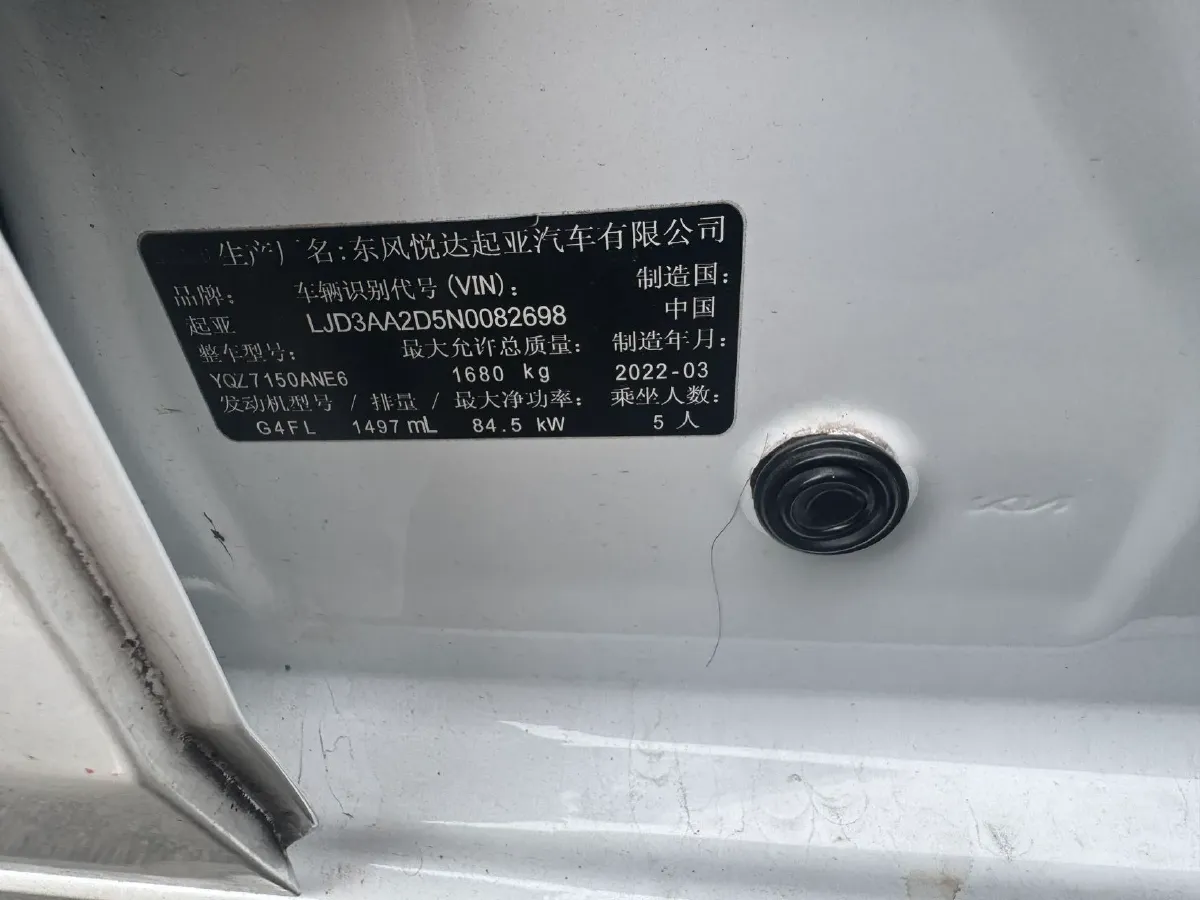 生产厂名:东风悦达起亚汽车有限公司
品牌: 车辆识别代号(VIN): 制造国:
起亚 LJD3AA2D5N0082698 中国
整车型号: 最大允许总质量: 制造年月:
YQZ7150ANE6 1680 kg 2022-03
发动机型号 / 排量 / 最大净功率: 乘坐人数:
G4FL 1497mL 84.5 kW 5人
KIA